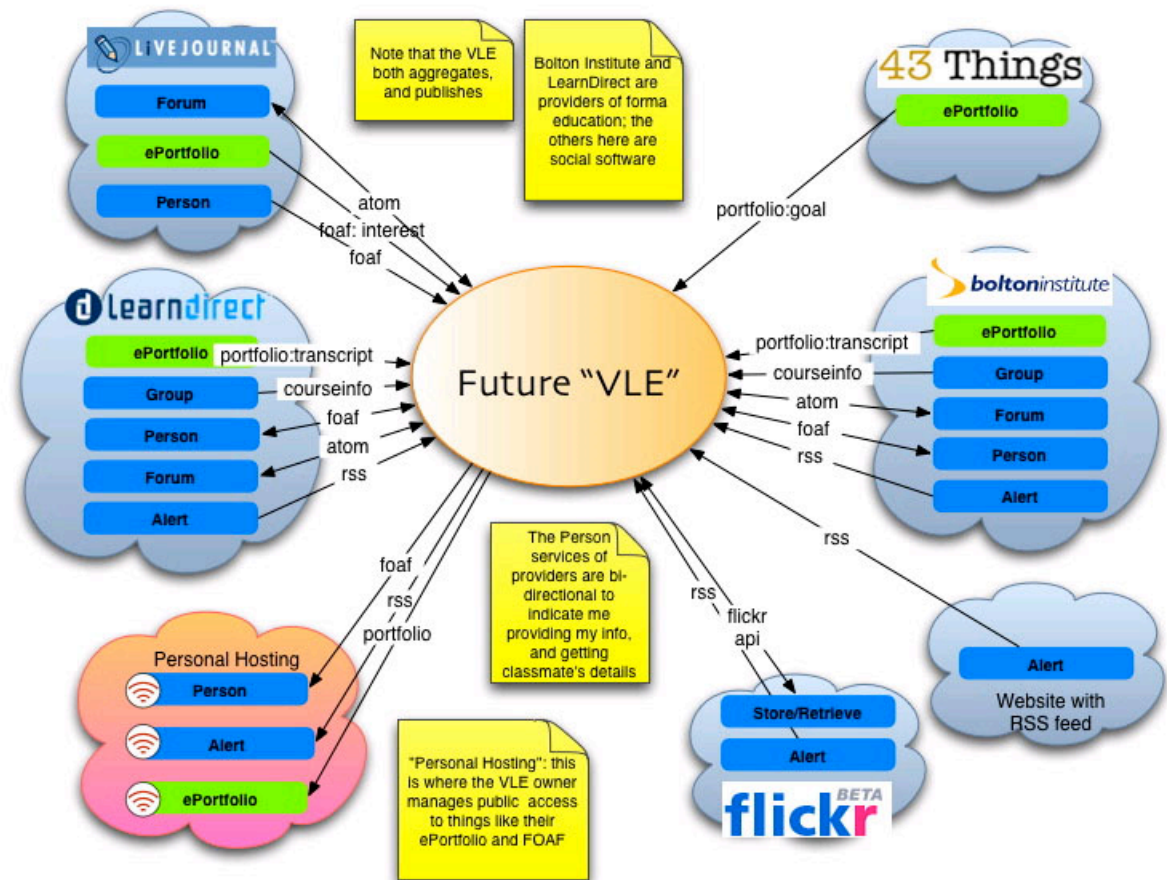 LiVEJOURNAL™
Forum
ePortfolio
Person
Note that the VLE
both aggregates,
and publishes
Bolton Institute and
LearnDirect are
providers of forma
education; the
others here are
social software
43 Things
ePortfolio
atom
foaf: interest
foaf
portfolio:goal
learndirect
ePortfolio
Group
Person
Forum
Alert
portfolio:transcript
courseinfo
foaf
atom
rss
Future "VLE"
boltoninstitute
ePortfolio
Group
Forum
Person
Alert
portfolio:transcript
courseinfo
atom
foaf
rss
foaf
rss
portfolio
The Person
services of
providers are bi-
directional to
indicate me
providing my info,
and getting
classmate's details
rss
flickr
api
rss
Personal Hosting
Person
Alert
ePortfolio
"Personal Hosting": this
is where the VLE owner
manages public access
to things like their
ePortfolio and FOAF
Store/Retrieve
Alert
flickr
BETA
Alert
Website with
RSS feed